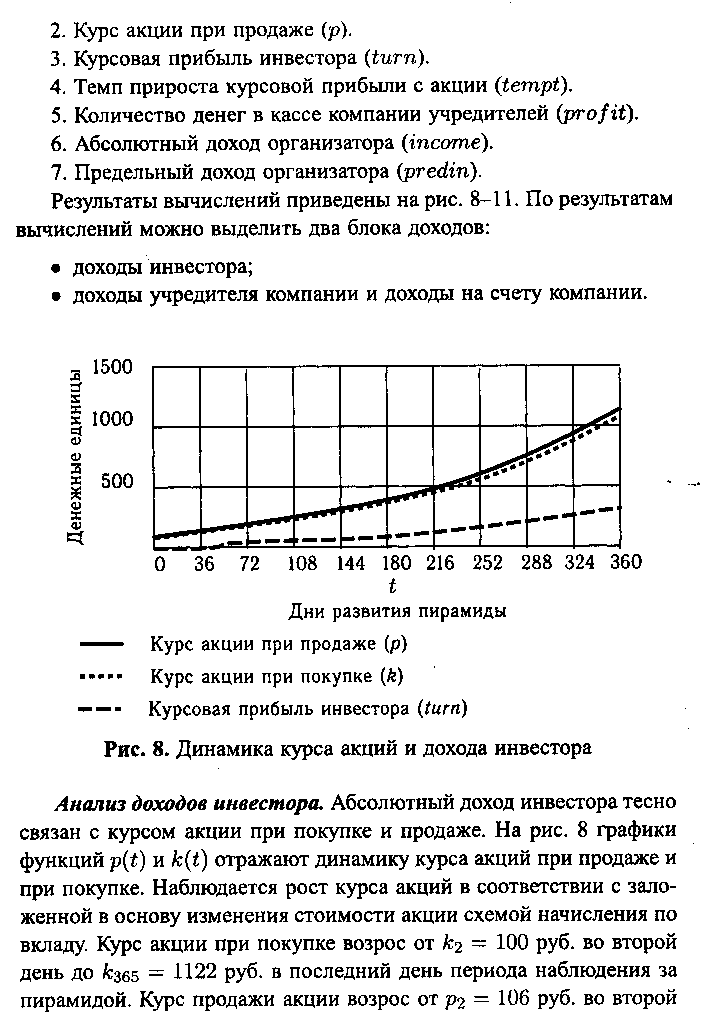 2. Курс акции при продаже (p).
3. Курсовая прибыль инвестора (turn).
4. Темп прироста курсовой прибыли с акции (tempt).
5. Количество денег в кассе компании учредителей (profit).
6. Абсолютный доход организатора (income).
7. Предельный доход организатора (predin).
Результаты вычислений приведены на рис. 8–11. По результатам
вычислений можно выделить два блока доходов:
• доходы инвестора;
• доходы учредителя компании и доходы на счету компании.
Денежные единицы
1500
1000
500
0 36 72 108 144 180 216 252 288 324 360
t
Дни развития пирамиды
Курс акции при продаже (p)
Курс акции при покупке (k)
Курсовая прибыль инвестора (turn)
Рис. 8. Динамика курса акций и дохода инвестора
Анализ доходов инвестора. Абсолютный доход инвестора тесно
связан с курсом акции при покупке и продаже. На рис. 8 графики
функций p(t) и k(t) отражают динамику курса акций при продаже и
при покупке. Наблюдается рост курса акций в соответствии с зало-
женной в основу изменения стоимости акции схемой начисления по
вкладу. Курс акции при покупке возрос от k₂ = 100 руб. во второй
день до k₃₆₅ = 1122 руб. в последний день периода наблюдения за
пирамидой. Курс продажи акции возрос от p₂ = 106 руб. во второй